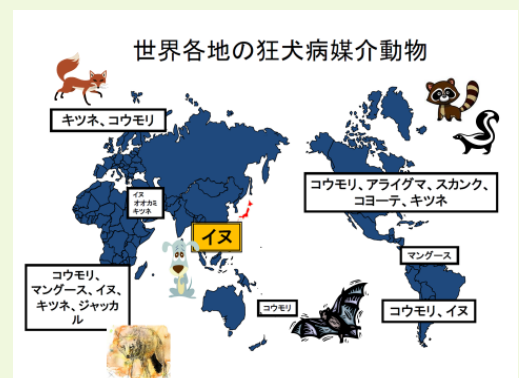 世界各地の狂犬病媒介動物
キツネ、コウモリ
コウモリ、アライグマ、スカンク、
コヨーテ、キツネ
イヌ
オオカミ
キツネ
イヌ
マングース
コウモリ、
マングース、イヌ、
キツネ、ジャッカ
ル
コウモリ
コウモリ、イヌ